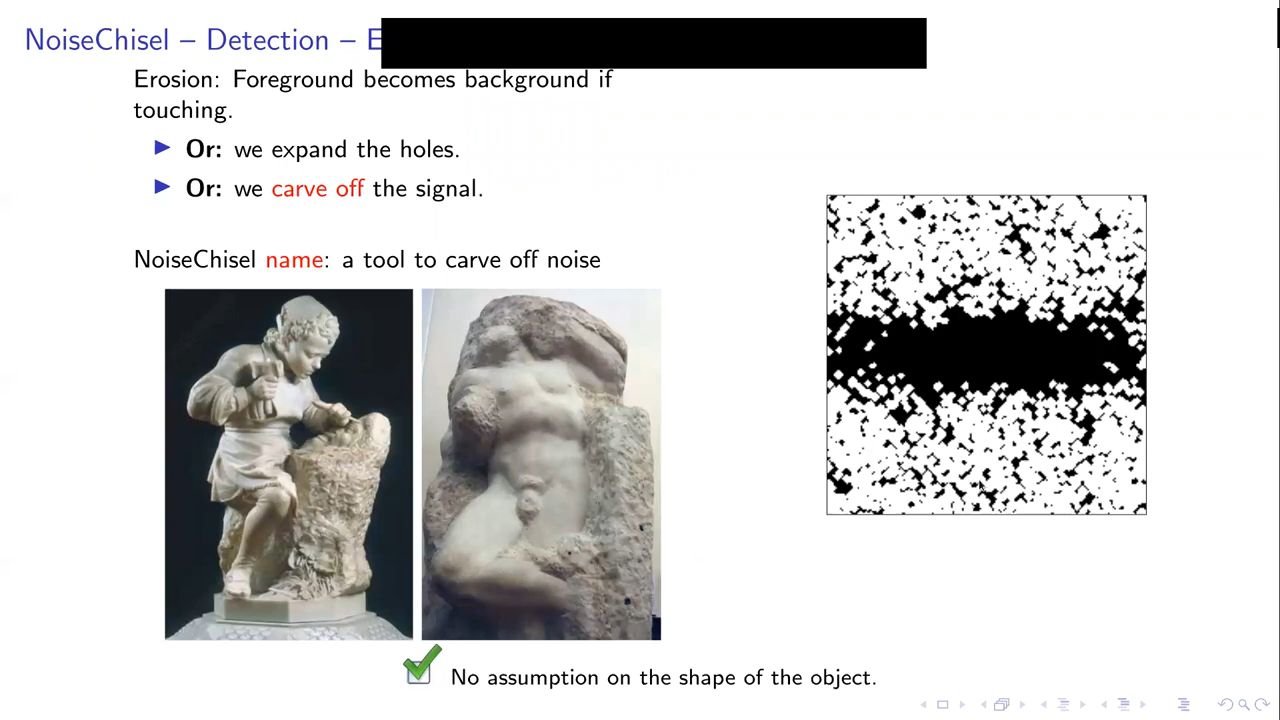 NoiseChisel – Detection – E
Erosion: Foreground becomes background if
touching.
Or: we expand the holes.
Or: we carve off the signal.
NoiseChisel name: a tool to carve off noise
No assumption on the shape of the object.